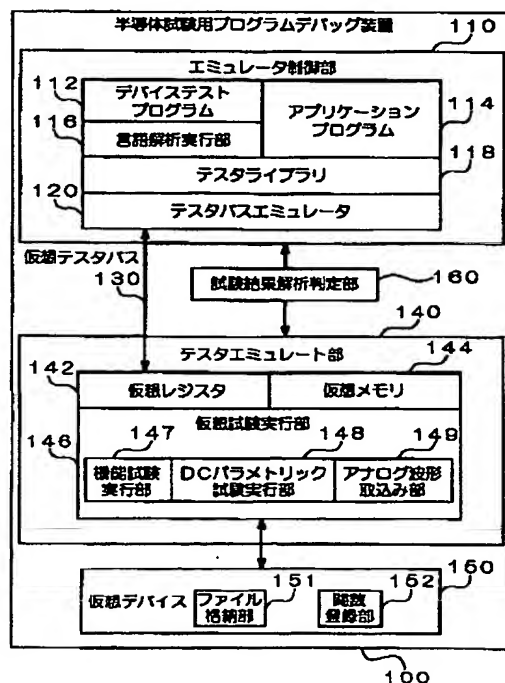 半導体試験用プログラムデバッグ装置
110
エミュレータ制御部
112
デバイステスト
プログラム
アプリケーション
プログラム
114
116
言語解析実行部
118
テスタライブラリ
120
テスタバスエミュレータ
仮想テスタバス
130
試験結果解析判定部
160
140
テスタエミュレート部
144
142
仮想レジスタ
仮想メモリ
仮想試験実行部
146
147
148
149
機能試験
実行部
DCパラメトリック
試験実行部
アナログ波形
取込み部
仮想デバイス
151
ファイル
格納部
152
関数
登録部
150
100